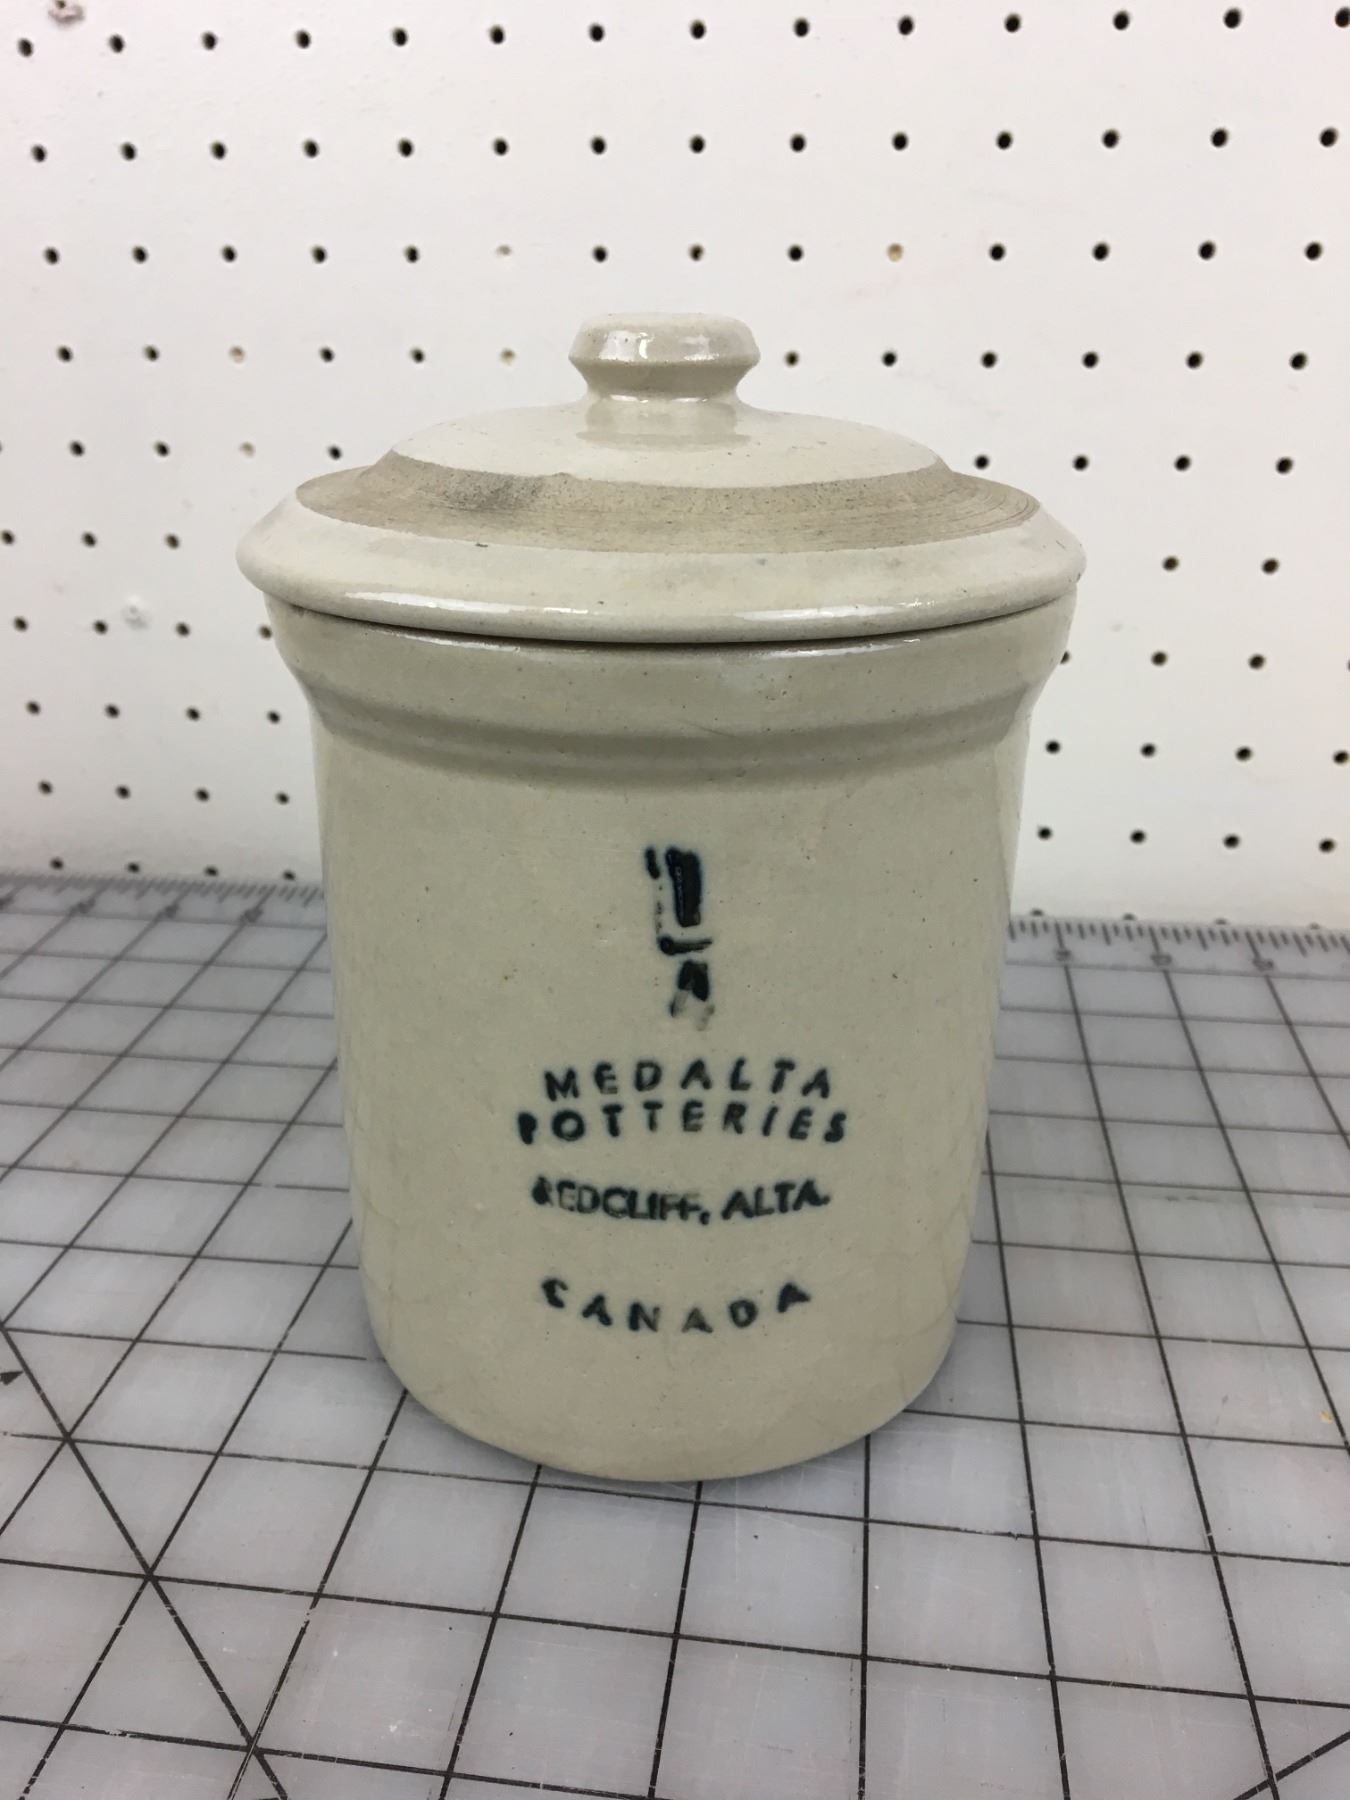 MEDALTA
POTTERIES
REDCLIFF, ALTA.
CANADA